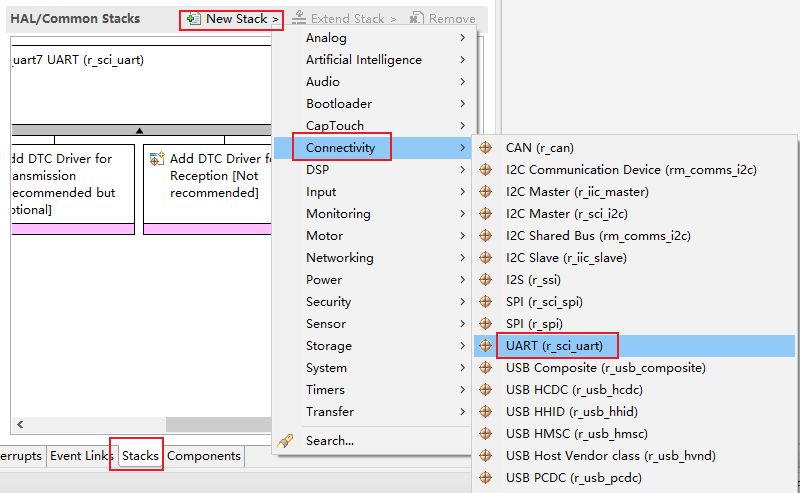 HAL/Common Stacks
New Stack >
Extend Stack >
Remove
_uart7 UART (r_sci_uart)
dd DTC Driver for
ansmission
ecommended but
ptional]
Add DTC Driver for
Reception [Not
recommended]
Analog
Artificial Intelligence
Audio
Bootloader
CapTouch
Connectivity
DSP
Input
Monitoring
Motor
Networking
Power
Security
Sensor
Storage
System
Timers
Transfer
Search...
CAN (r_can)
I2C Communication Device (rm_comms_i2c)
I2C Master (r_iic_master)
I2C Master (r_sci_i2c)
I2C Shared Bus (rm_comms_i2c)
I2C Slave (r_iic_slave)
I2S (r_ssi)
SPI (r_sci_spi)
SPI (r_spi)
UART (r_sci_uart)
USB Composite (r_usb_composite)
USB HCDC (r_usb_hcdc)
USB HHID (r_usb_hhid)
USB HMSC (r_usb_hmsc)
USB Host Vendor class (r_usb_hvnd)
USB PCDC (r_usb_pcdc)
terrupts
Event Links
Stacks
Components